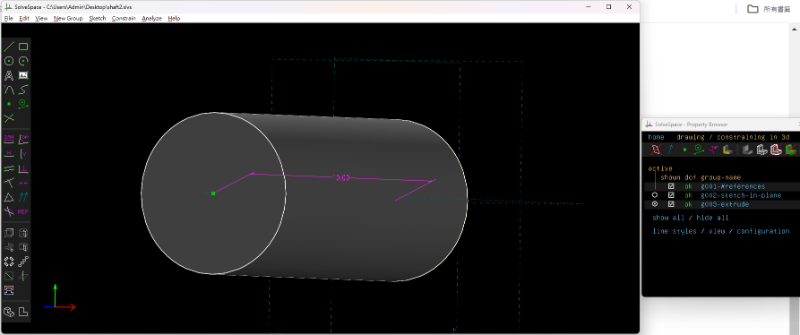 SolveSpace - C:\Users\Admin\Desktop\shaft2.slvs
File Edit View New Group Sketch Constrain Analyze Help
所有書籤
SolveSpace - Property Browser
home drawing / constraining in 3d
active
shown dof group-name
ok g001-#references
ok g002-sketch-in-plane
ok g003-extrude
show all / hide all
line styles / view / configuration